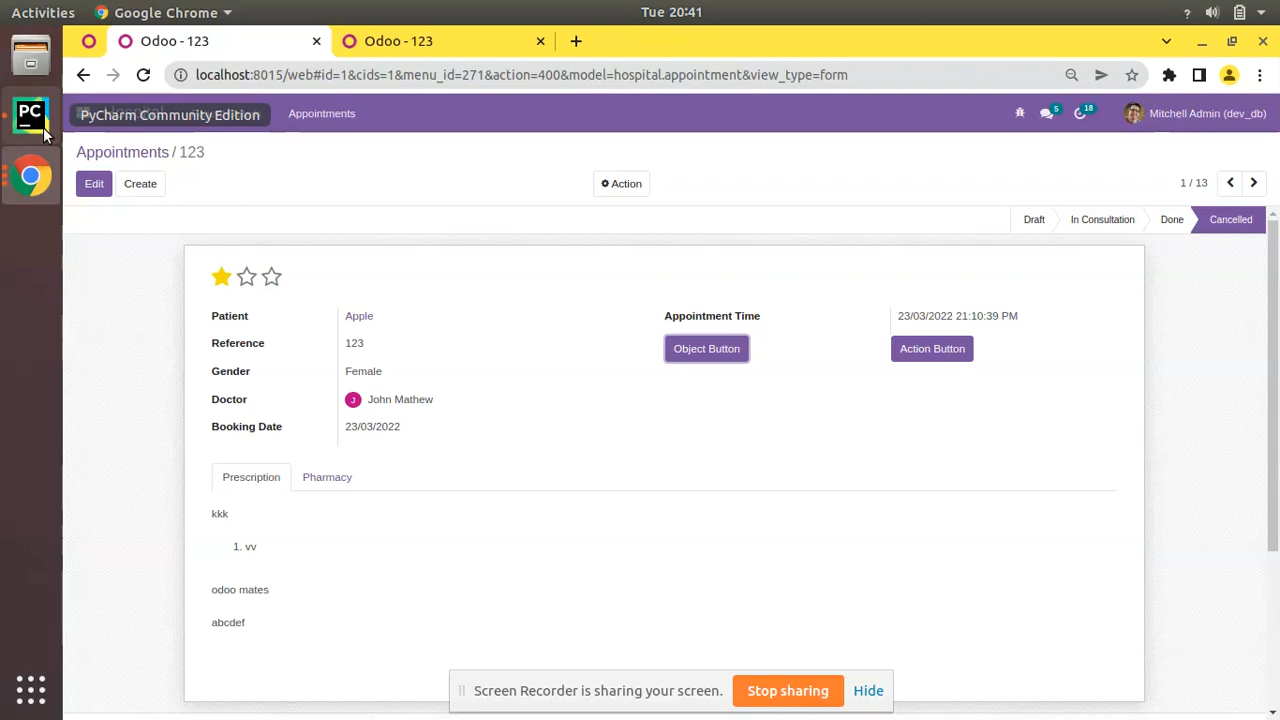 Activities Google Chrome Tue 20:41
Odoo - 123 Odoo - 123
localhost:8015/web#id=1&cids=1&menu_id=271&action=400&model=hospital.appointment&view_type=form
PC PyCharm Community Edition Appointments 5 18 Mitchell Admin (dev_db)
Appointments / 123
Edit Create Action 1 / 13
Draft In Consultation Done Cancelled
Patient Apple Appointment Time 23/03/2022 21:10:39 PM
Reference 123 Object Button Action Button
Gender Female
Doctor J John Mathew
Booking Date 23/03/2022
Prescription Pharmacy
kkk
1. vv
odoo mates
abcdef
Screen Recorder is sharing your screen. Stop sharing Hide